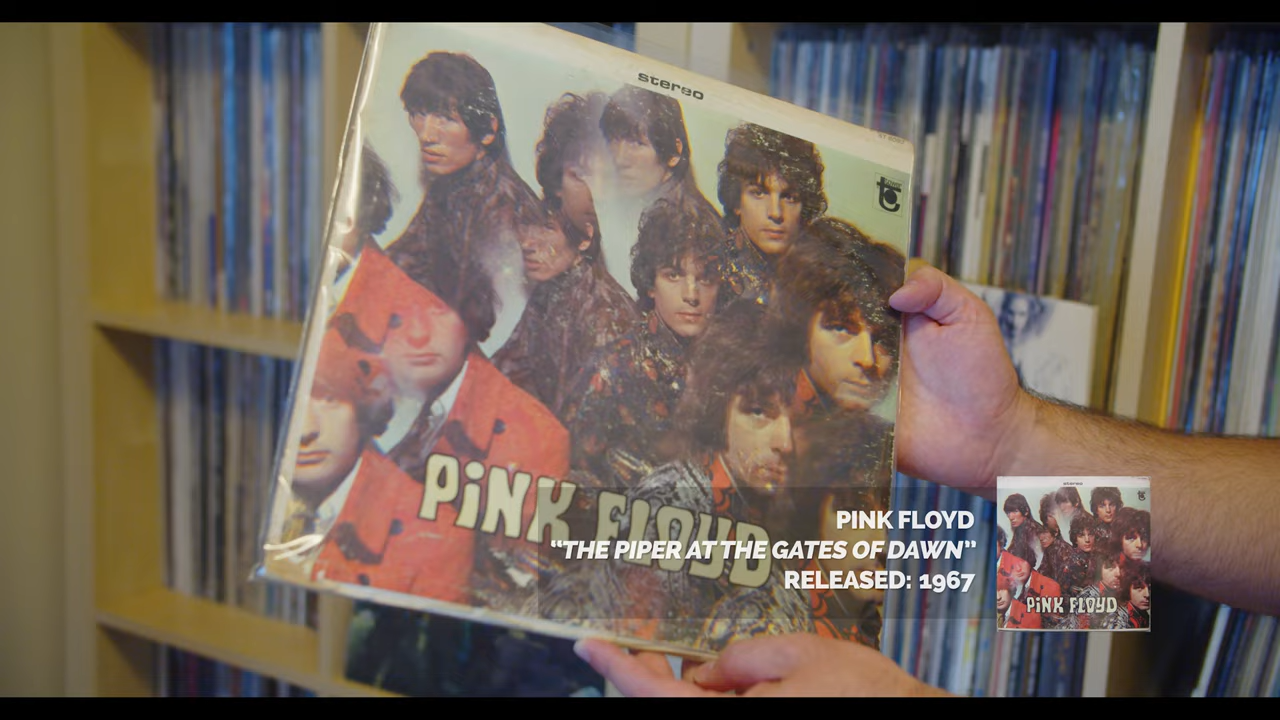 stereo
PiNK FLOYD
PINK FLOYD
“THE PIPER AT THE GATES OF DAWN”
RELEASED: 1967
PiNK FLOYD